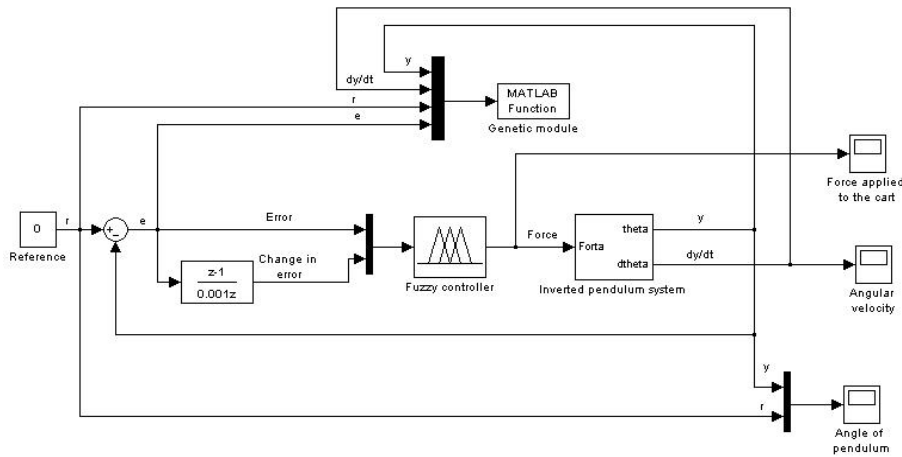 y
dy/dt
r
e
MATLAB
Function
Genetic module
Force applied
to the cart
0
Reference
r
+
−
e
Error
Change in
error
z-1
0.001z
Fuzzy controller
Force
Forta
theta
dtheta
Inverted pendulum system
y
dy/dt
Angular
velocity
y
r
Angle of
pendulum